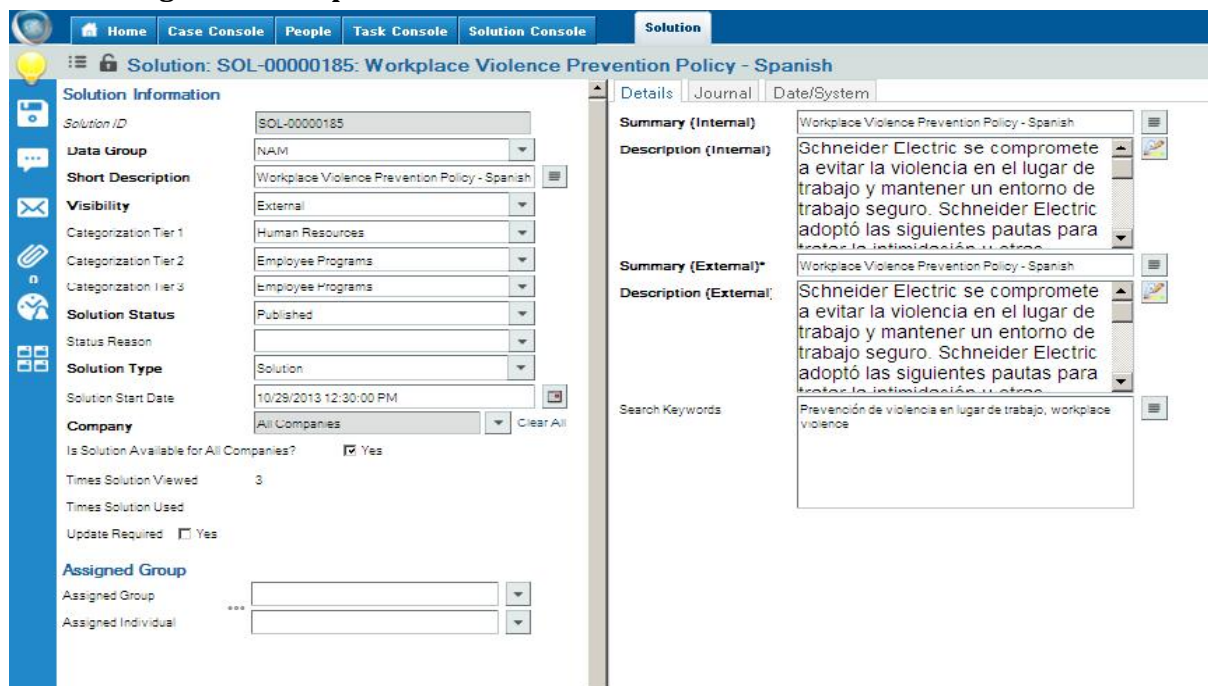 Home Case Console People Task Console Solution Console Solution
Solution: SOL-00000185: Workplace Violence Prevention Policy - Spanish
Solution Information
Solution ID SOL-00000185
Data Group NAM
Short Description Workplace Violence Prevention Policy - Spanish
Visibility External
Categorization Tier 1 Human Resources
Categorization Tier 2 Employee Programs
Categorization Tier 3 Employee Programs
Solution Status Published
Status Reason
Solution Type Solution
Solution Start Date 10/29/2013 12:30:00 PM
Company All Companies Clear All
Is Solution Available for All Companies? Yes
Times Solution Viewed 3
Times Solution Used
Update Required Yes
Assigned Group
Assigned Group
Assigned Individual
0
Details Journal Date/System
Summary (Internal) Workplace Violence Prevention Policy - Spanish
Description (Internal) Schneider Electric se compromete
a evitar la violencia en el lugar de
trabajo y mantener un entorno de
trabajo seguro. Schneider Electric
adoptó las siguientes pautas para
tratar la intimidación u otras
Summary (External)* Workplace Violence Prevention Policy - Spanish
Description (External) Schneider Electric se compromete
a evitar la violencia en el lugar de
trabajo y mantener un entorno de
trabajo seguro. Schneider Electric
adoptó las siguientes pautas para
tratar la intimidación u otras
Search Keywords Prevención de violencia en lugar de trabajo, workplace
violence